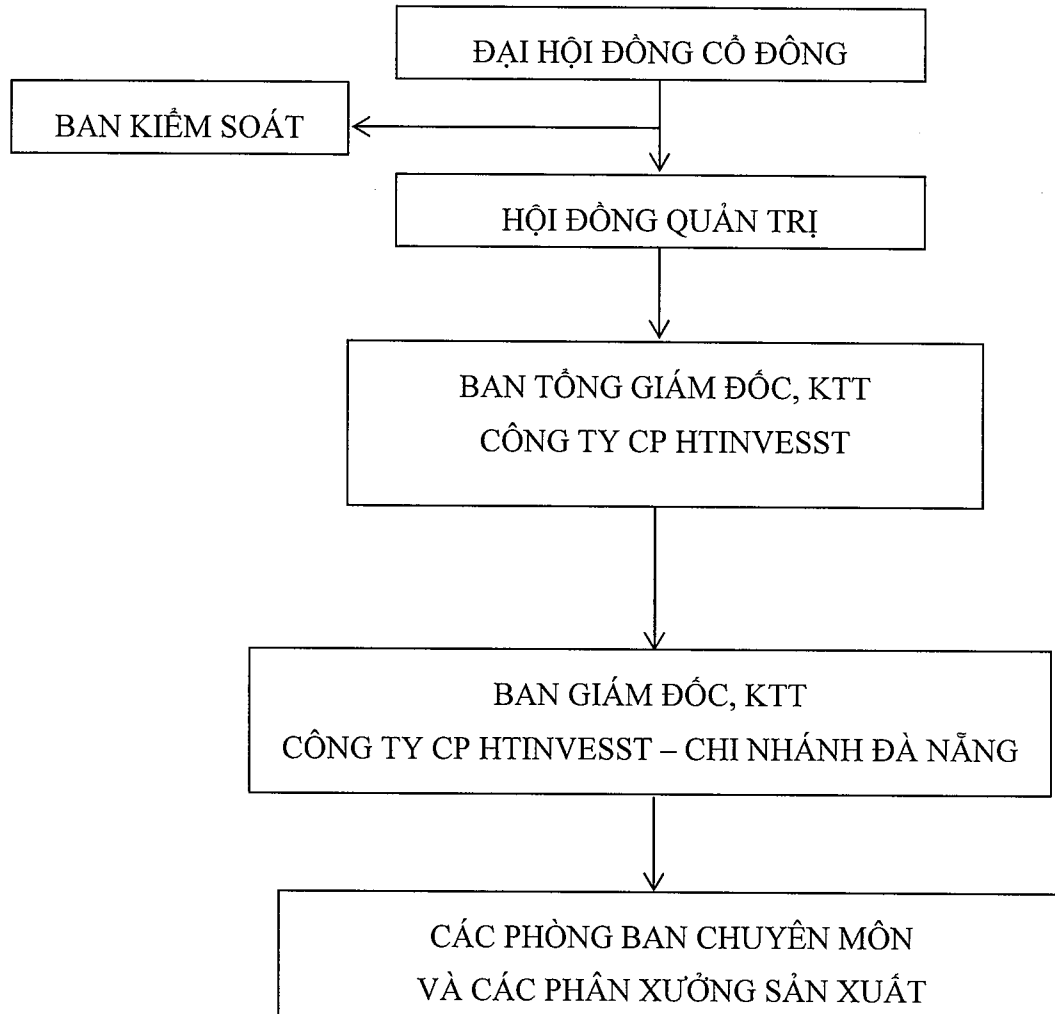 ĐẠI HỘI ĐỒNG CỔ ĐÔNG
BAN KIỂM SOÁT
HỘI ĐỒNG QUẢN TRỊ
BAN TỔNG GIÁM ĐỐC, KTT
CÔNG TY CP HTINVESST
BAN GIÁM ĐỐC, KTT
CÔNG TY CP HTINVESST – CHI NHÁNH ĐÀ NẴNG
CÁC PHÒNG BAN CHUYÊN MÔN
VÀ CÁC PHÂN XƯỞNG SẢN XUẤT